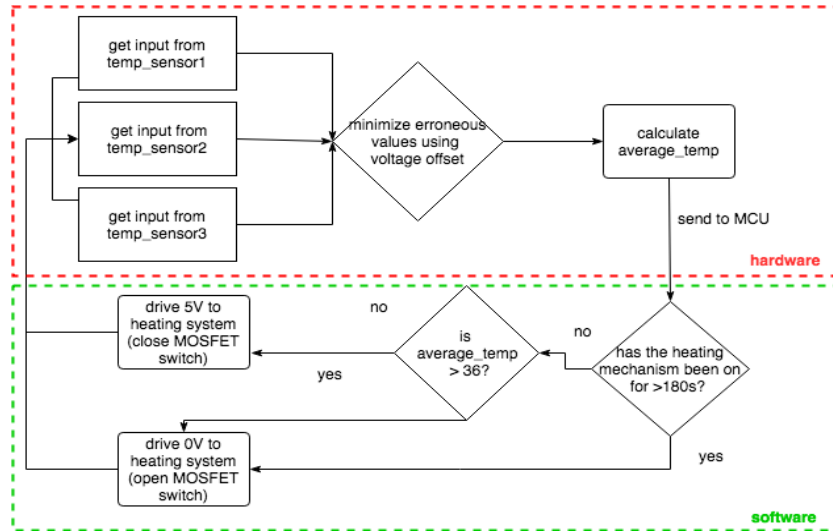 get input from
temp_sensor1
get input from
temp_sensor2
get input from
temp_sensor3
minimize erroneous
values using
voltage offset
calculate
average_temp
send to MCU
hardware
drive 5V to
heating system
(close MOSFET
switch)
no
is
average_temp
> 36?
yes
no
has the heating
mechanism been on
for >180s?
yes
drive 0V to
heating system
(open MOSFET
switch)
software